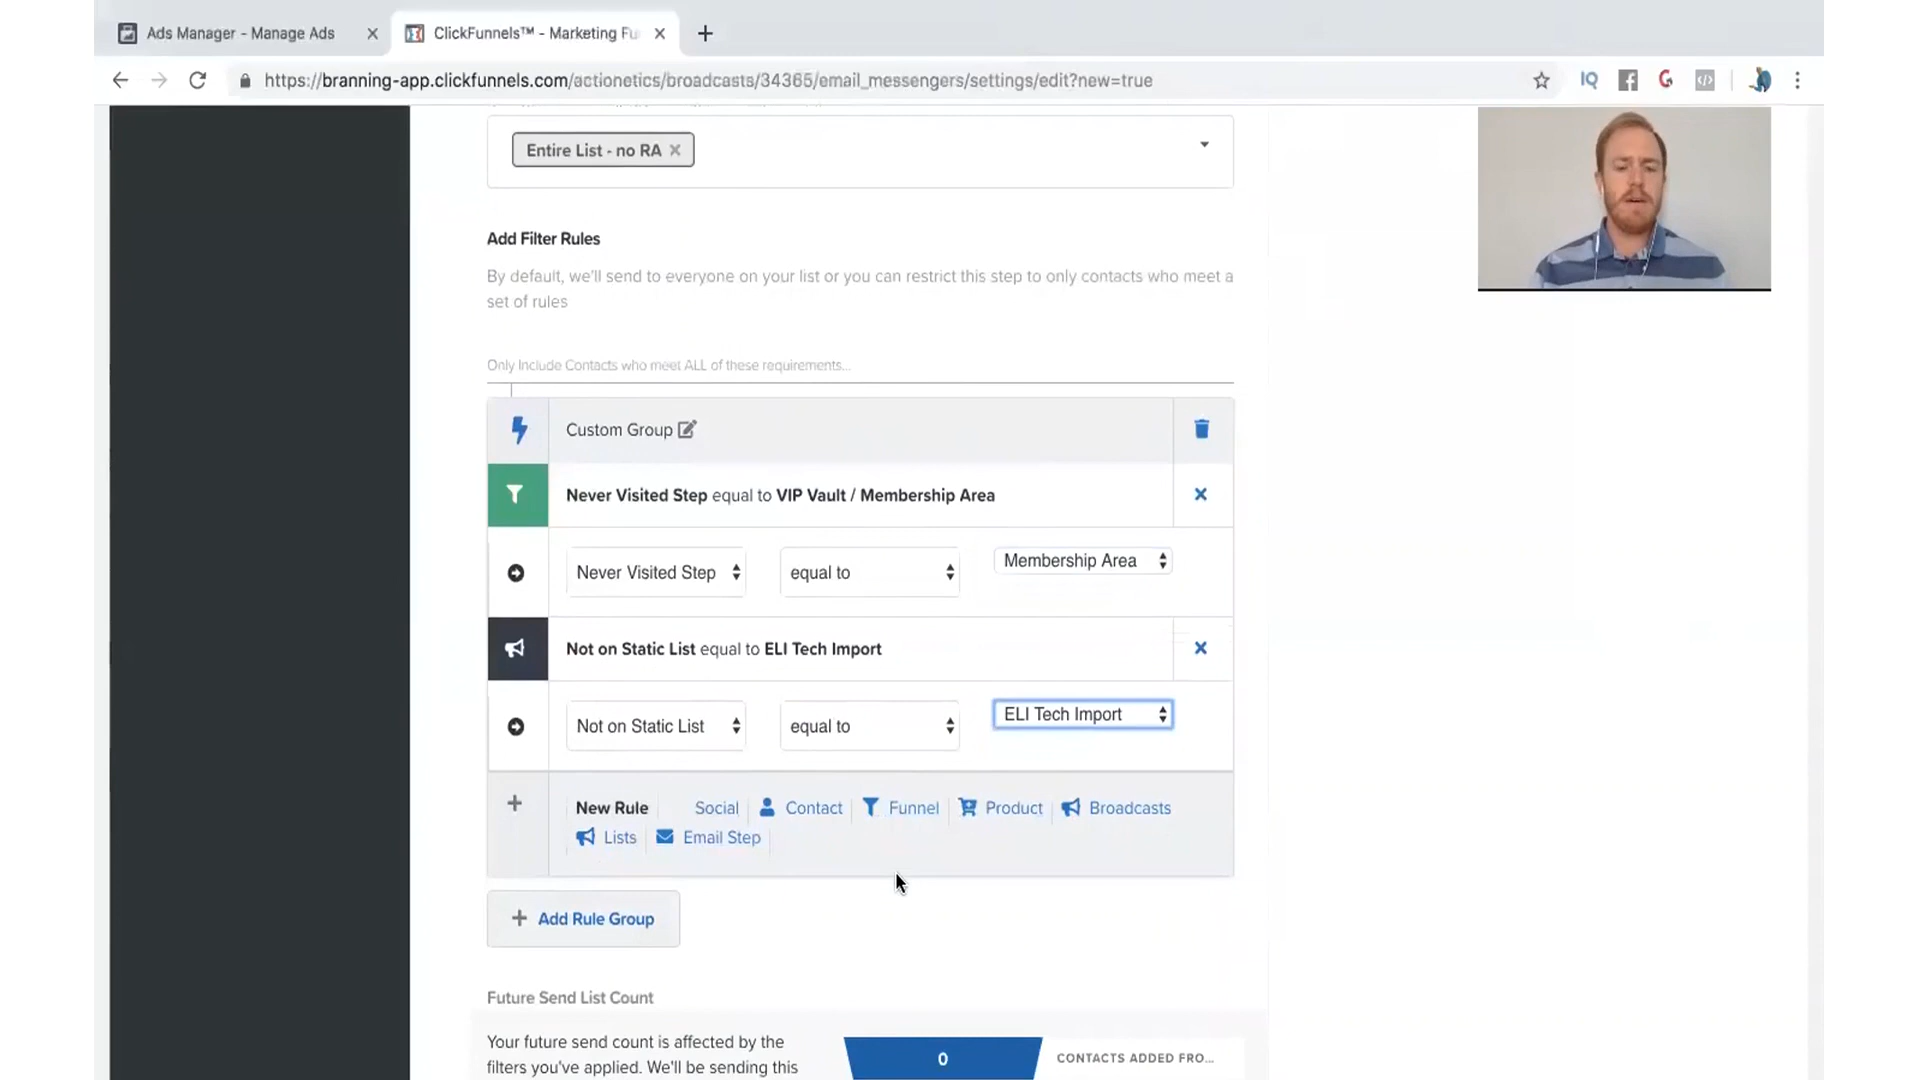 Ads Manager - Manage Ads
ClickFunnels™ - Marketing Fu
https://branning-app.clickfunnels.com/actionetics/broadcasts/34365/email_messengers/settings/edit?new=true
IQ
Entire List - no RA
Add Filter Rules
By default, we'll send to everyone on your list or you can restrict this step to only contacts who meet a
set of rules
Only Include Contacts who meet ALL of these requirements...
Custom Group
Never Visited Step equal to VIP Vault / Membership Area
Never Visited Step equal to Membership Area
Not on Static List equal to ELI Tech Import
Not on Static List equal to ELI Tech Import
New Rule Social Contact Funnel Product Broadcasts
Lists Email Step
Add Rule Group
Future Send List Count
Your future send count is affected by the
filters you've applied. We'll be sending this
0 CONTACTS ADDED FRO...